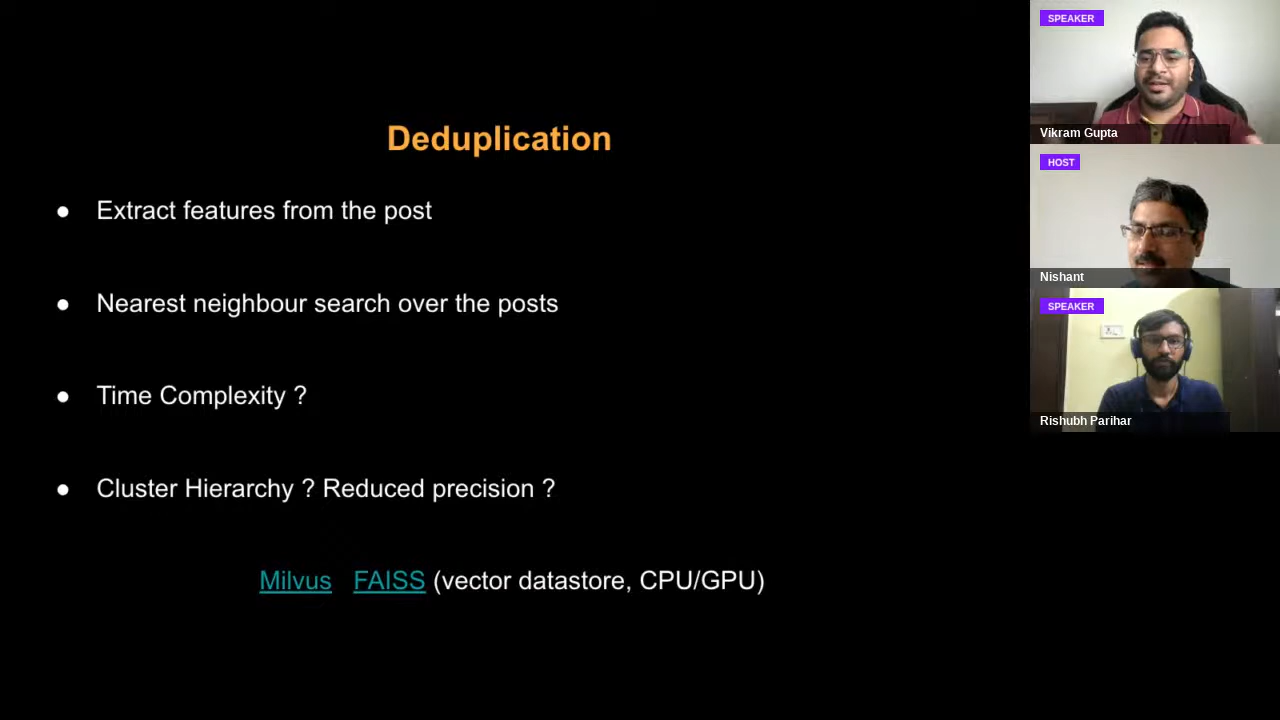 Deduplication
● Extract features from the post
● Nearest neighbour search over the posts
● Time Complexity ?
● Cluster Hierarchy ? Reduced precision ?
Milvus FAISS (vector datastore, CPU/GPU)
SPEAKER
Vikram Gupta
HOST
Nishant
SPEAKER
Rishubh Parihar